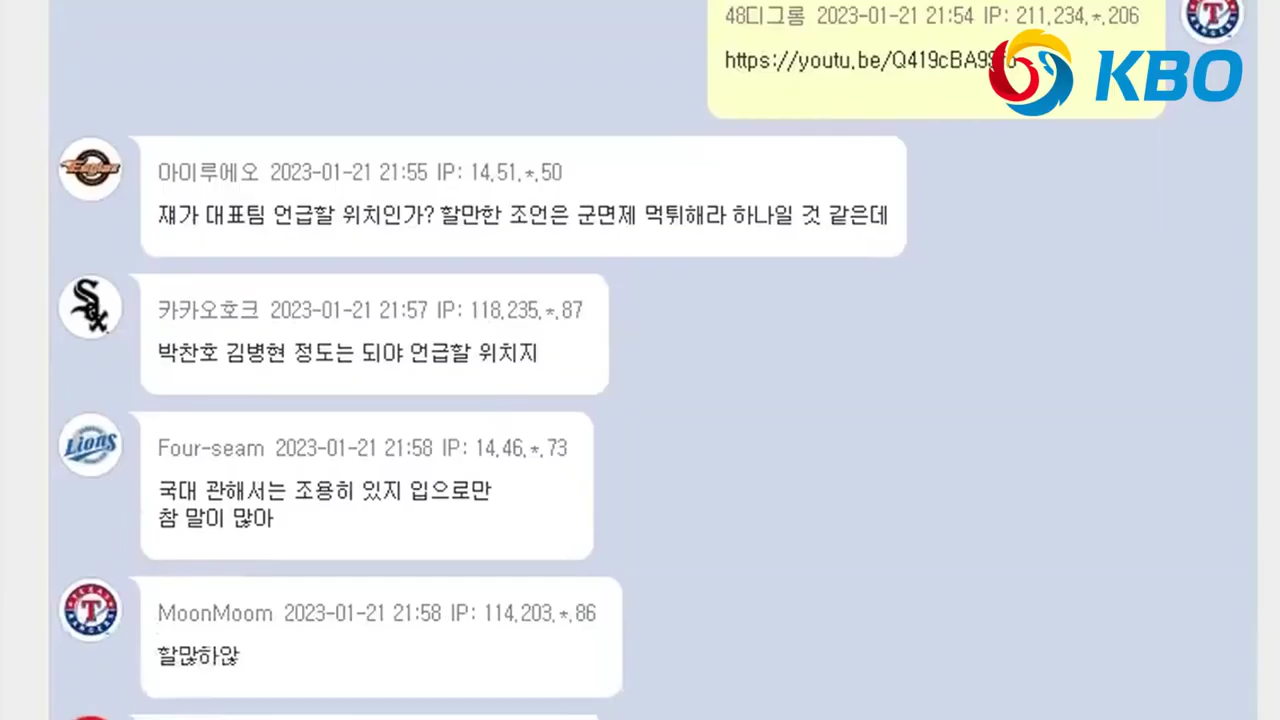 48디그롬 2023-01-21 21:54 IP: 211.234.*.206
KBO
아이루에오 2023-01-21 21:55 IP: 14.51.*.50
쟤가 대표팀 언급할 위치인가? 할만한 조언은 군면제 먹튀해라 하나일 것 같은데
카카오호크 2023-01-21 21:57 IP: 118.235.*.87
박찬호 김병현 정도는 되야 언급할 위치지
Lions
Four-seam 2023-01-21 21:58 IP: 14.46.*.73
국대 관해서는 조용히 있지 입으로만
참 말이 많아
MoonMoom 2023-01-21 21:58 IP: 114.203.*.86
할많하않